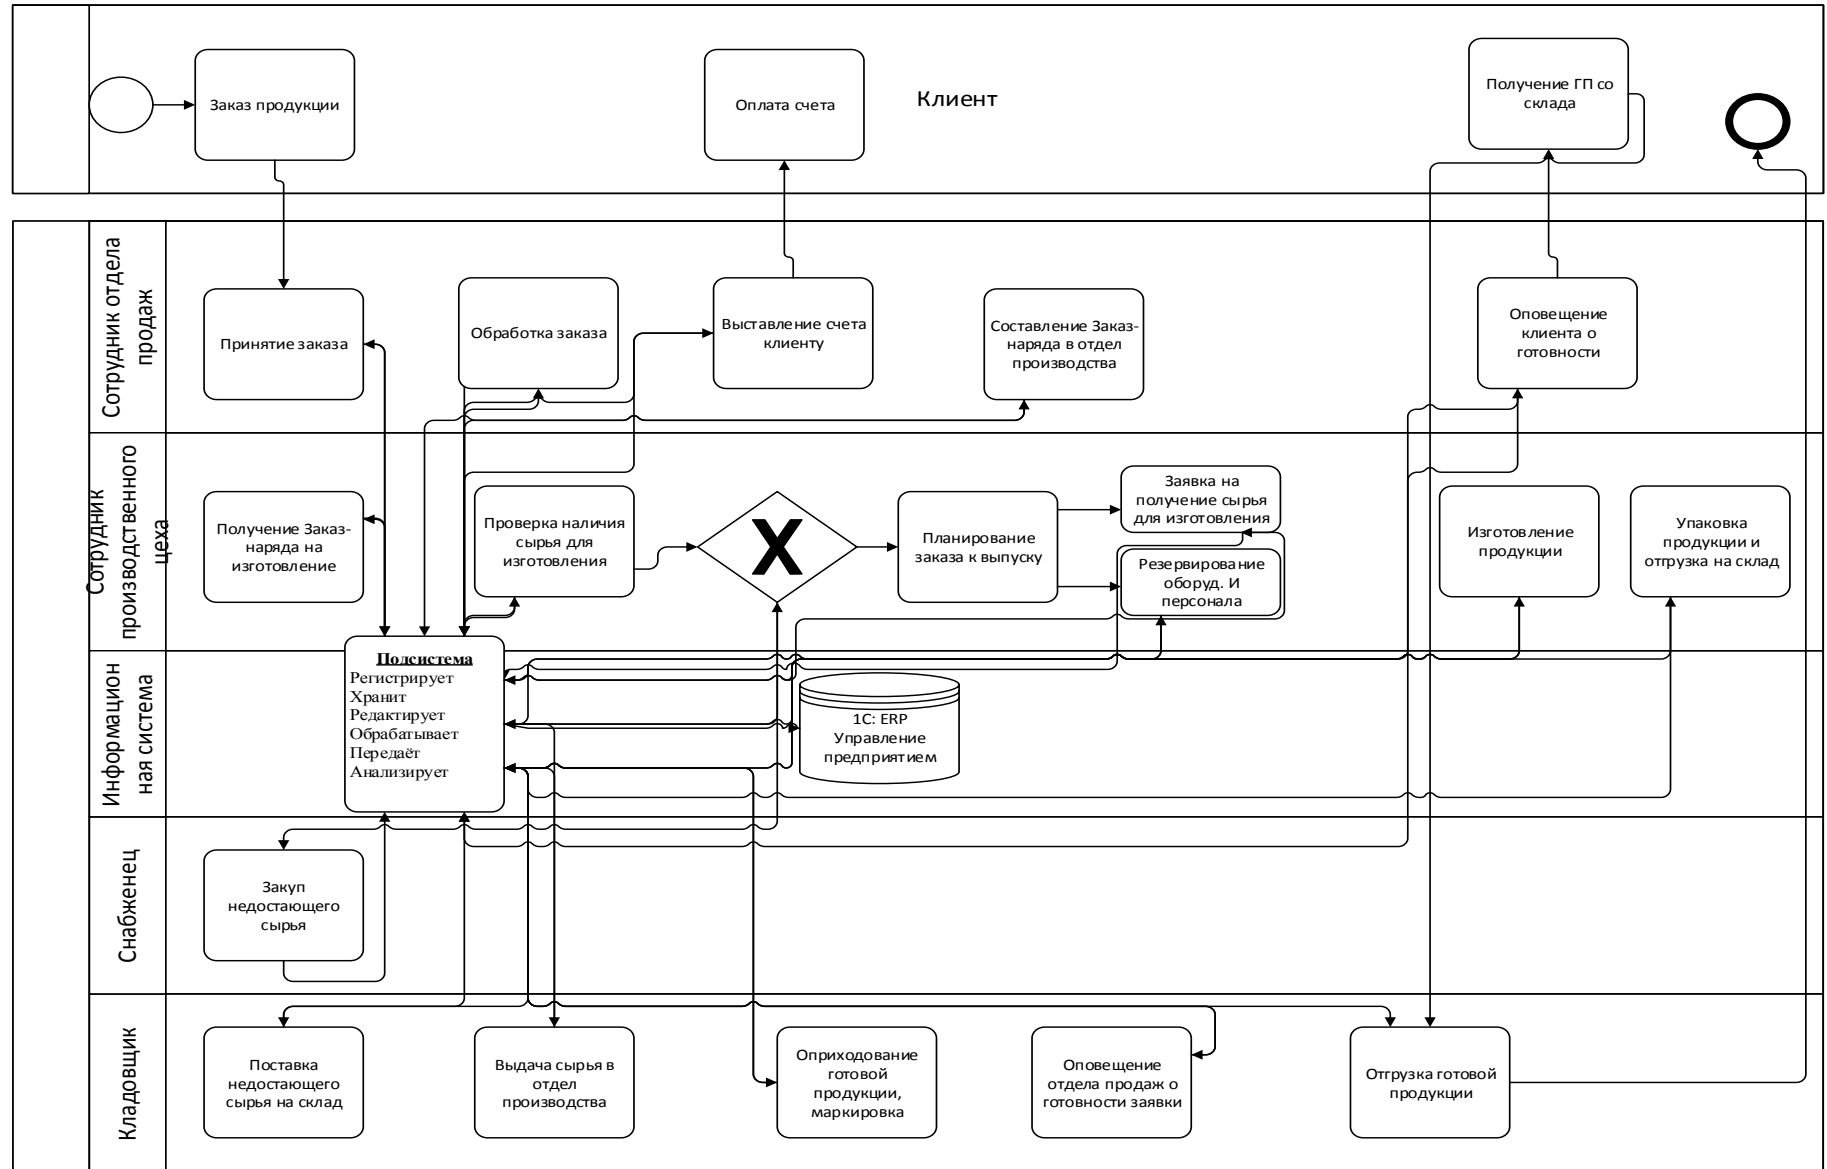 Заказ продукции
Оплата счета
Клиент
Получение ГП со
склада
Сотрудник отдела
продаж
Принятие заказа
Обработка заказа
Выставление счета
клиенту
Составление Заказ-
наряда в отдел
производства
Оповещение
клиента о
готовности
Сотрудник
производственного
цеха
Получение Заказ-
наряда на
изготовление
Проверка наличия
сырья для
изготовления
X
Планирование
заказа к выпуску
Заявка на
получение сырья
для изготовления
Резервирование
оборуд. И
персонала
Изготовление
продукции
Упаковка
продукции и
отгрузка на склад
Информацион
ная система
Подсистема
Регистрирует
Хранит
Редактирует
Обрабатывает
Передаёт
Анализирует
1С: ERP
Управление
предприятием
Снабженец
Закуп
недостающего
сырья
Кладовщик
Поставка
недостающего
сырья на склад
Выдача сырья в
отдел
производства
Оприходование
готовой
продукции,
маркировка
Оповещение
отдела продаж о
готовности заявки
Отгрузка готовой
продукции